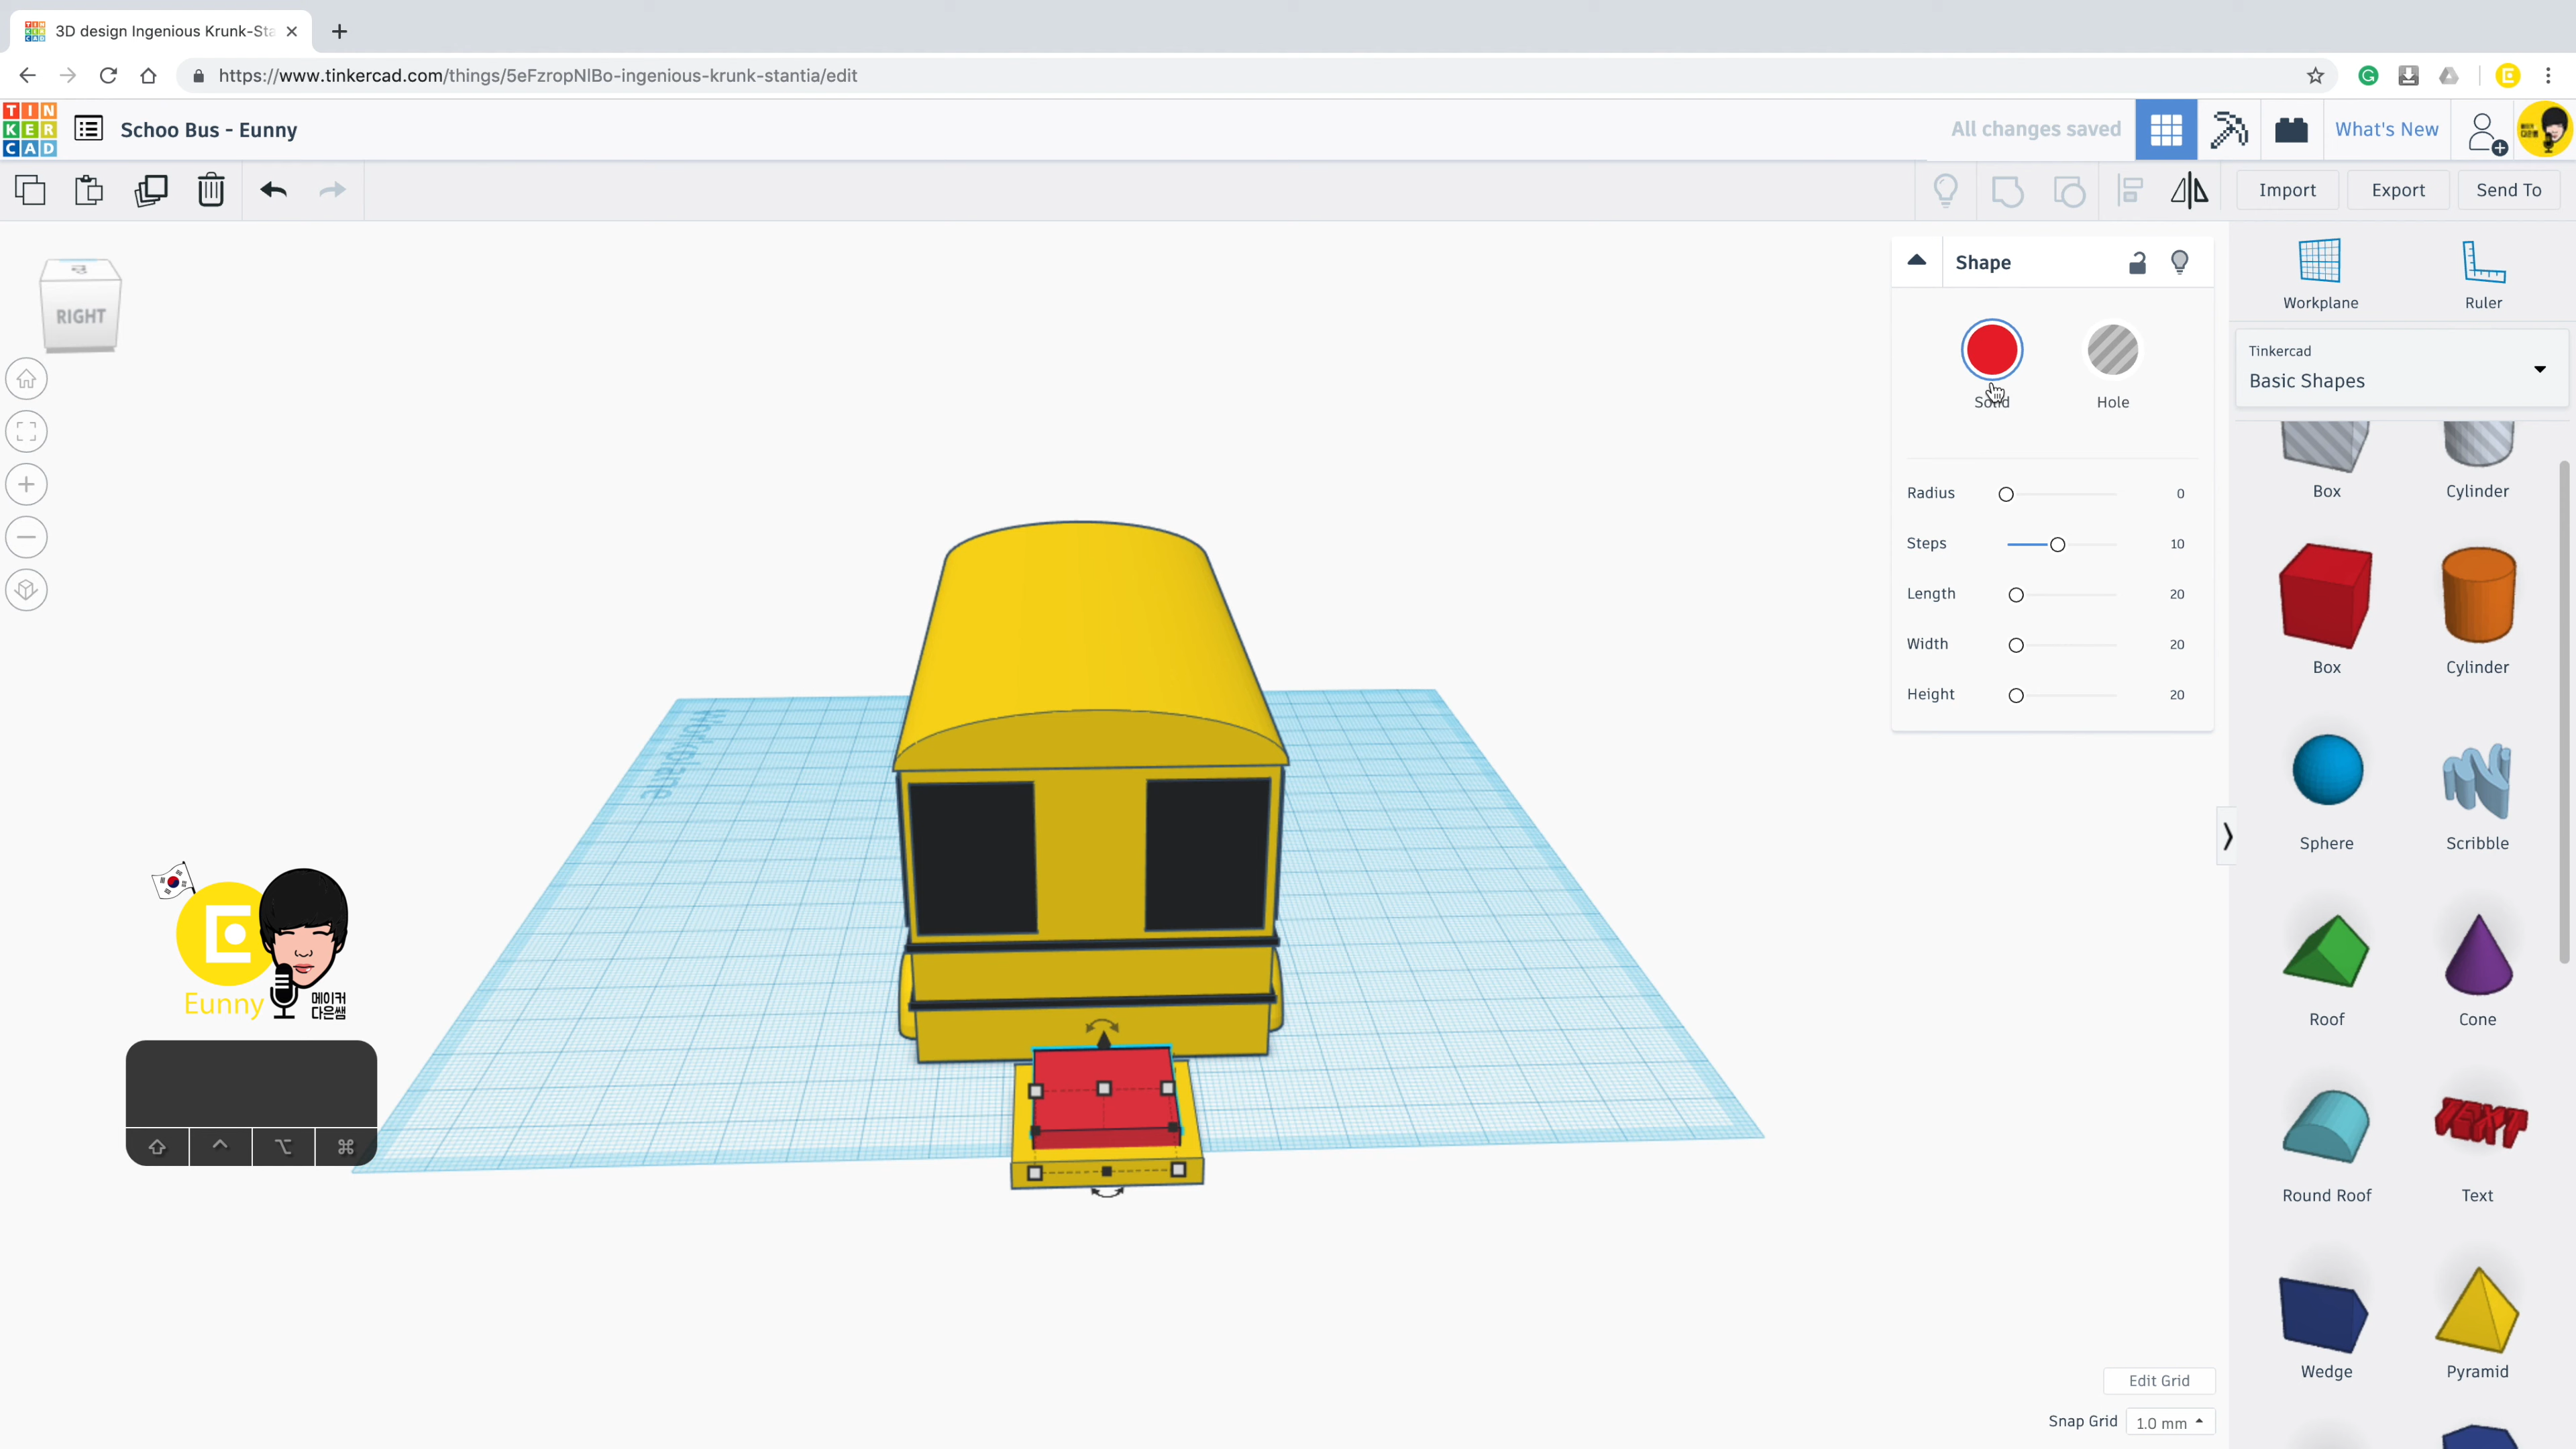 3D design Ingenious Krunk-Sta
https://www.tinkercad.com/things/5eFzropNlBo-ingenious-krunk-stantia/edit
TIN
KER
CAD
Schoo Bus - Eunny
All changes saved
What's New
Import
Export
Send To
RIGHT
Shape
Solid
Hole
Radius 0
Steps 10
Length 20
Width 20
Height 20
Workplane
Ruler
Tinkercad
Basic Shapes
Box
Cylinder
Box
Cylinder
Sphere
Scribble
Roof
Cone
Round Roof
TEXT
Text
Wedge
Pyramid
Workplane
Eunny
메이커
다은쌤
Edit Grid
Snap Grid 1.0 mm